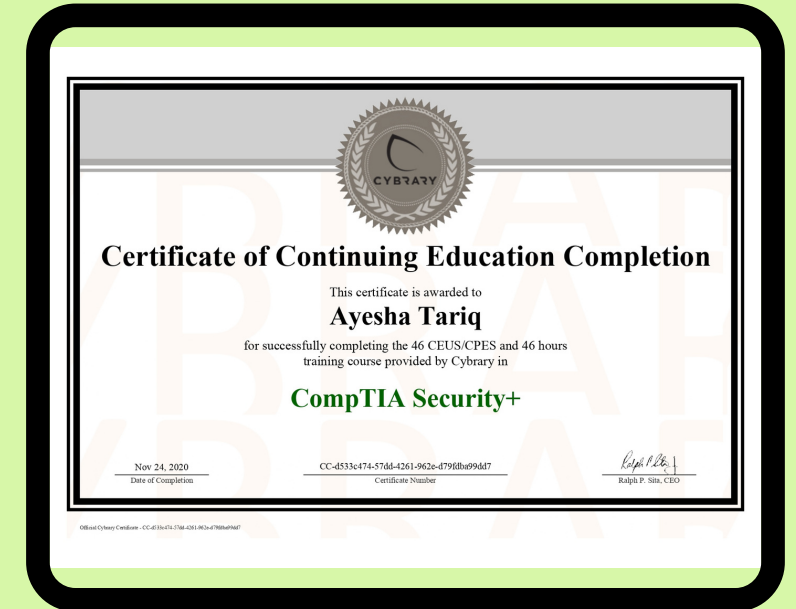 CYBRARY
Certificate of Continuing Education Completion
This certificate is awarded to
Ayesha Tariq
for successfully completing the 46 CEUS/CPES and 46 hours
training course provided by Cybrary in
CompTIA Security+
Nov 24, 2020
Date of Completion
CC-d533c474-57dd-4261-962e-d79fdba99dd7
Certificate Number
Ralph P. Sita, CEO
Official Cybrary Certificate - CC-d533c474-57dd-4261-962e-d79fdba99dd7